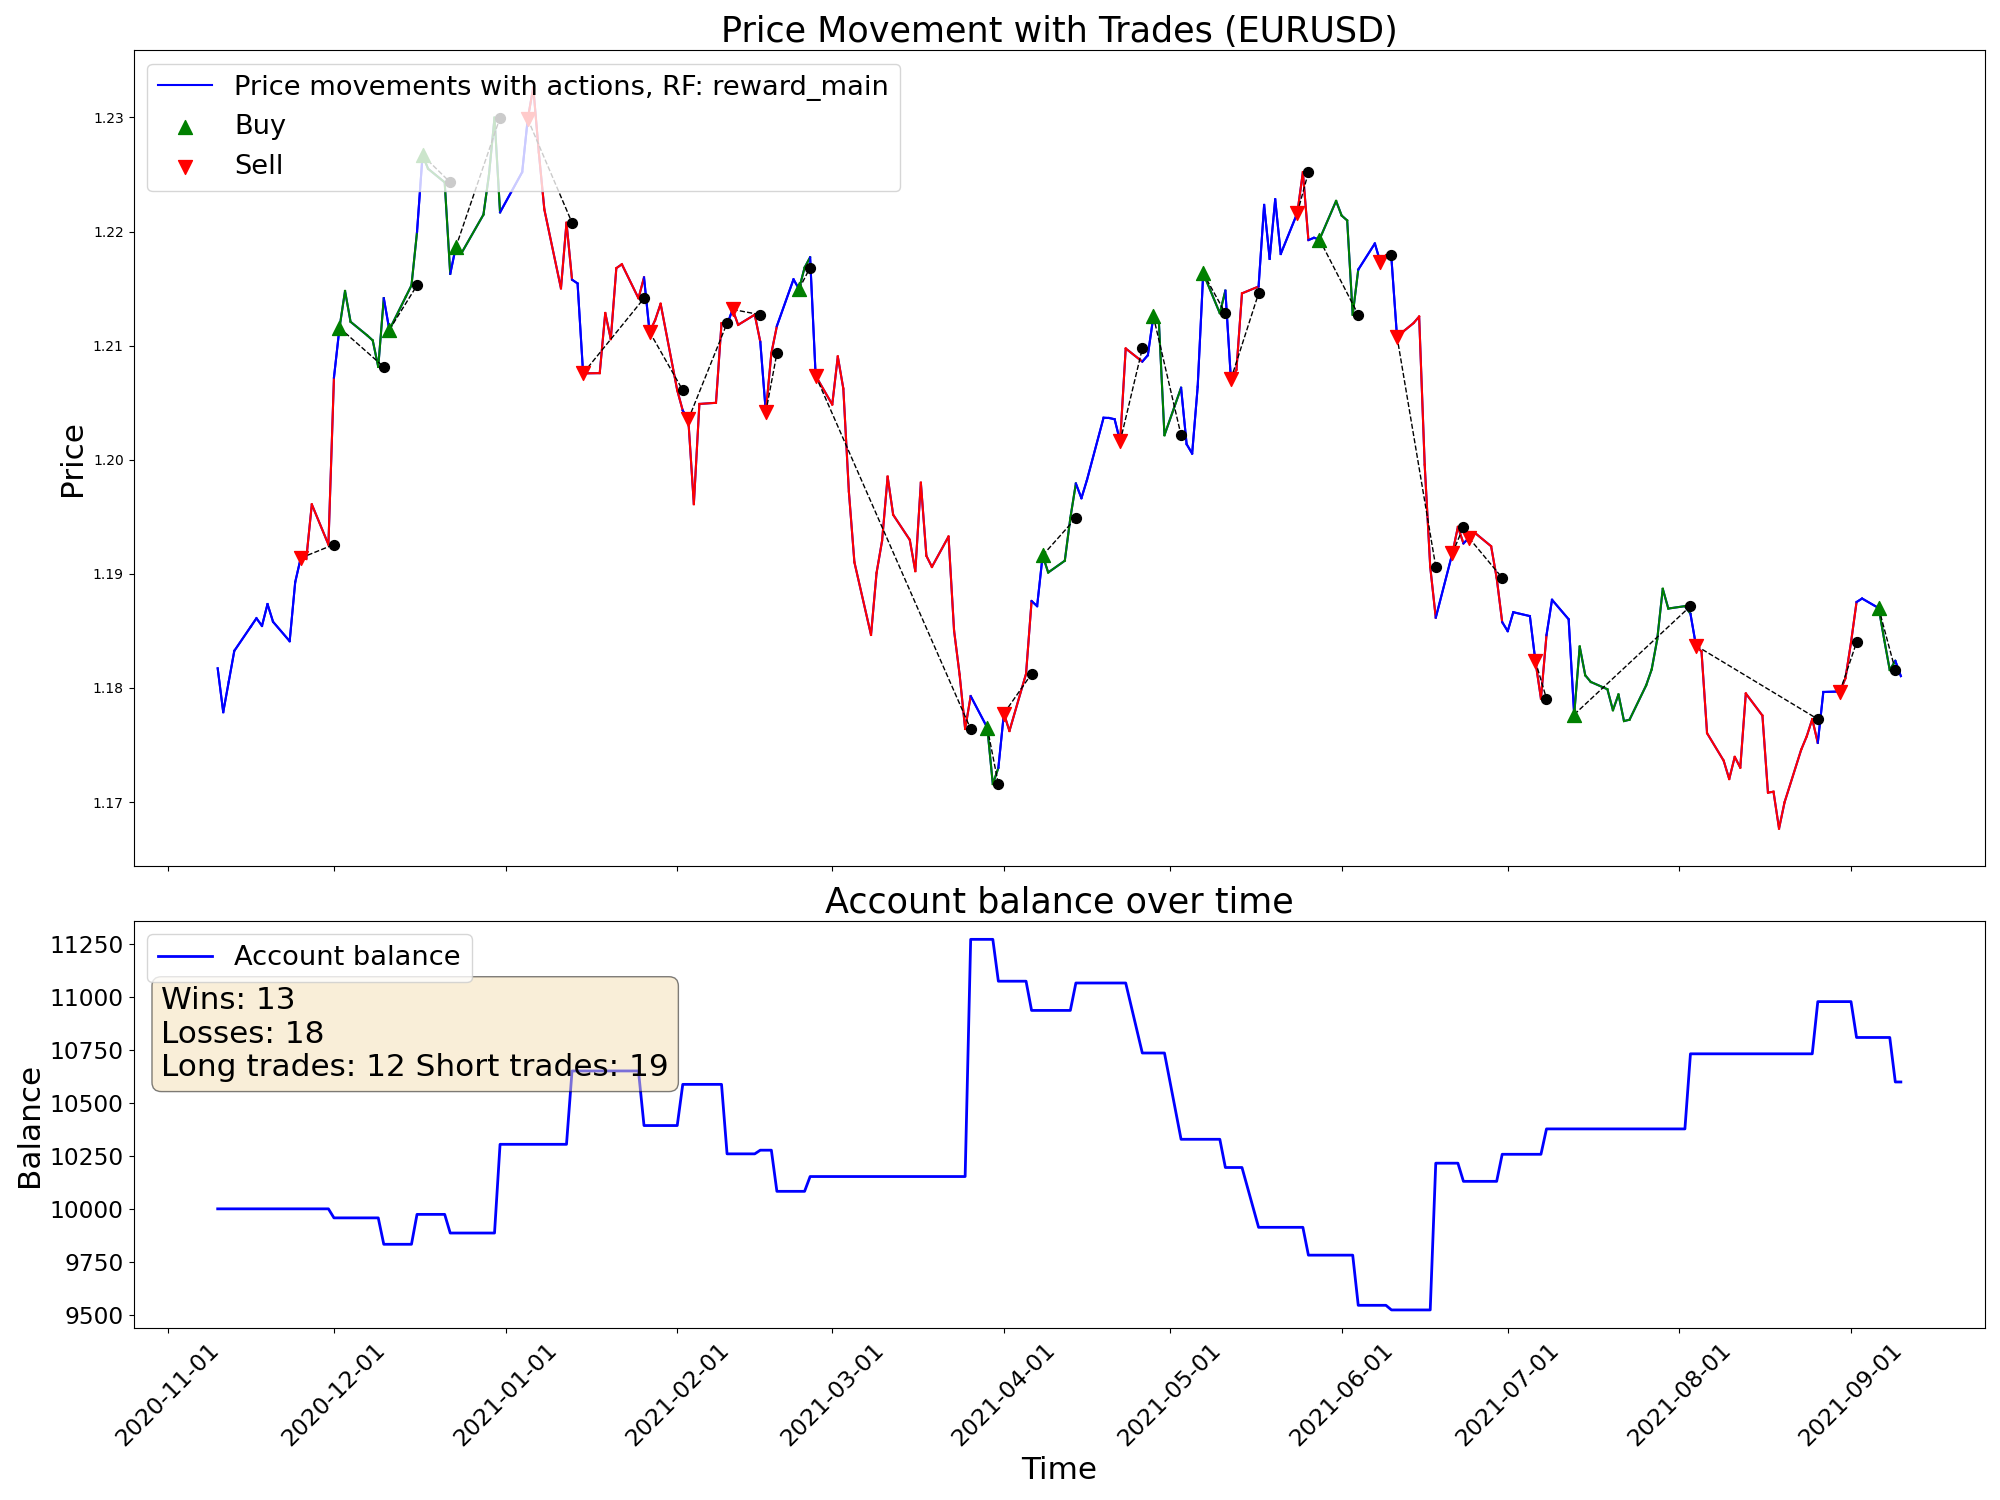 Price Movement with Trades (EURUSD)
Price movements with actions, RF: reward_main
Buy
Sell
Price
1.23
1.22
1.21
1.20
1.19
1.18
1.17
Account balance over time
Account balance
Wins: 13
Losses: 18
Long trades: 12 Short trades: 19
Balance
11250
11000
10750
10500
10250
10000
9750
9500
2020-11-01
2020-12-01
2021-01-01
2021-02-01
2021-03-01
2021-04-01
2021-05-01
2021-06-01
2021-07-01
2021-08-01
2021-09-01
Time